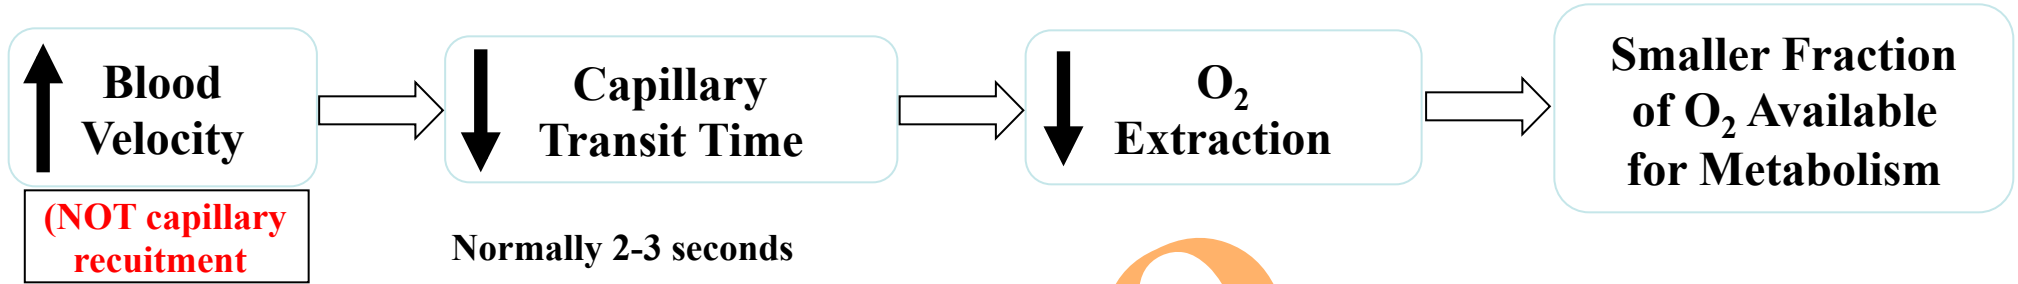 Blood
Velocity
(NOT capillary
recuitment
Capillary
Transit Time
Normally 2-3 seconds
O₂
Extraction
Smaller Fraction
of O₂ Available
for Metabolism